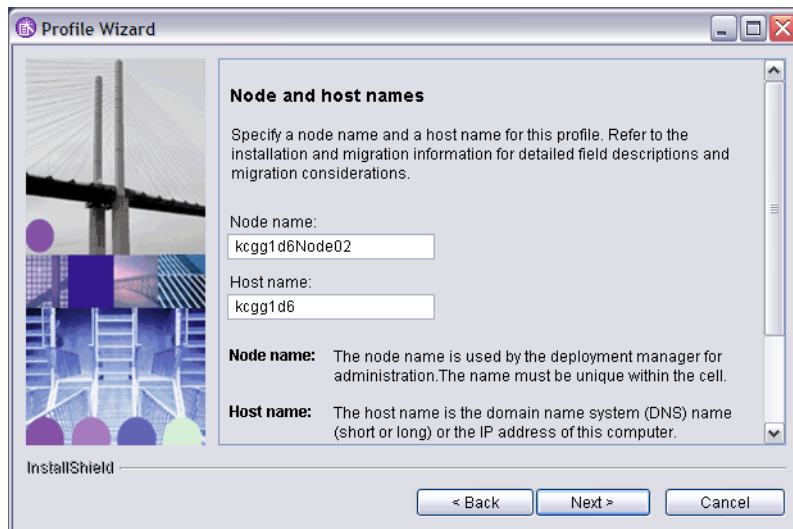 Profile Wizard
Node and host names
Specify a node name and a host name for this profile. Refer to the
installation and migration information for detailed field descriptions and
migration considerations.
Node name:
kcgg1d6Node02
Host name:
kcgg1d6
Node name: The node name is used by the deployment manager for
administration.The name must be unique within the cell.
Host name: The host name is the domain name system (DNS) name
(short or long) or the IP address of this computer.
InstallShield
< Back Next > Cancel